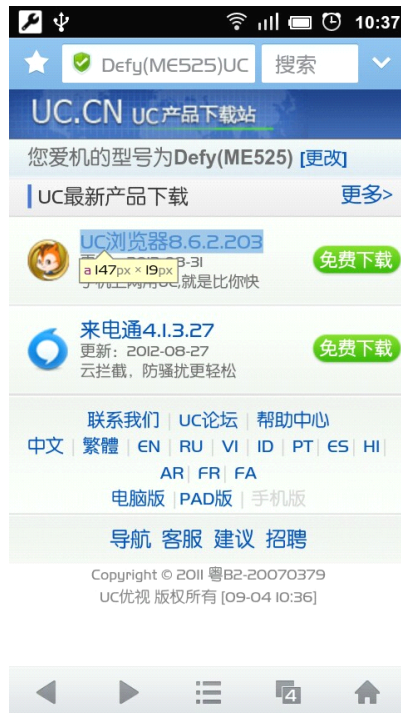 10:37
Defy(ME525)UC 搜索
UC.CN UC产品下载站
您爱机的型号为Defy(ME525) [更改]
UC最新产品下载 更多>
UC浏览器8.6.2.203
a 147px × 19px 8-31
免费下载
手机上网用UC,就是比你快
来电通4.1.3.27
更新：2012-08-27
免费下载
云拦截，防骚扰更轻松
联系我们 | UC论坛 | 帮助中心
中文 | 繁體 | EN | RU | VI | ID | PT | ES | HI |
AR | FR | FA
电脑版 | PAD版 | 手机版
导航 客服 建议 招聘
Copyright © 2011 粤B2-20070379
UC优视 版权所有 [09-04 10:36]
4